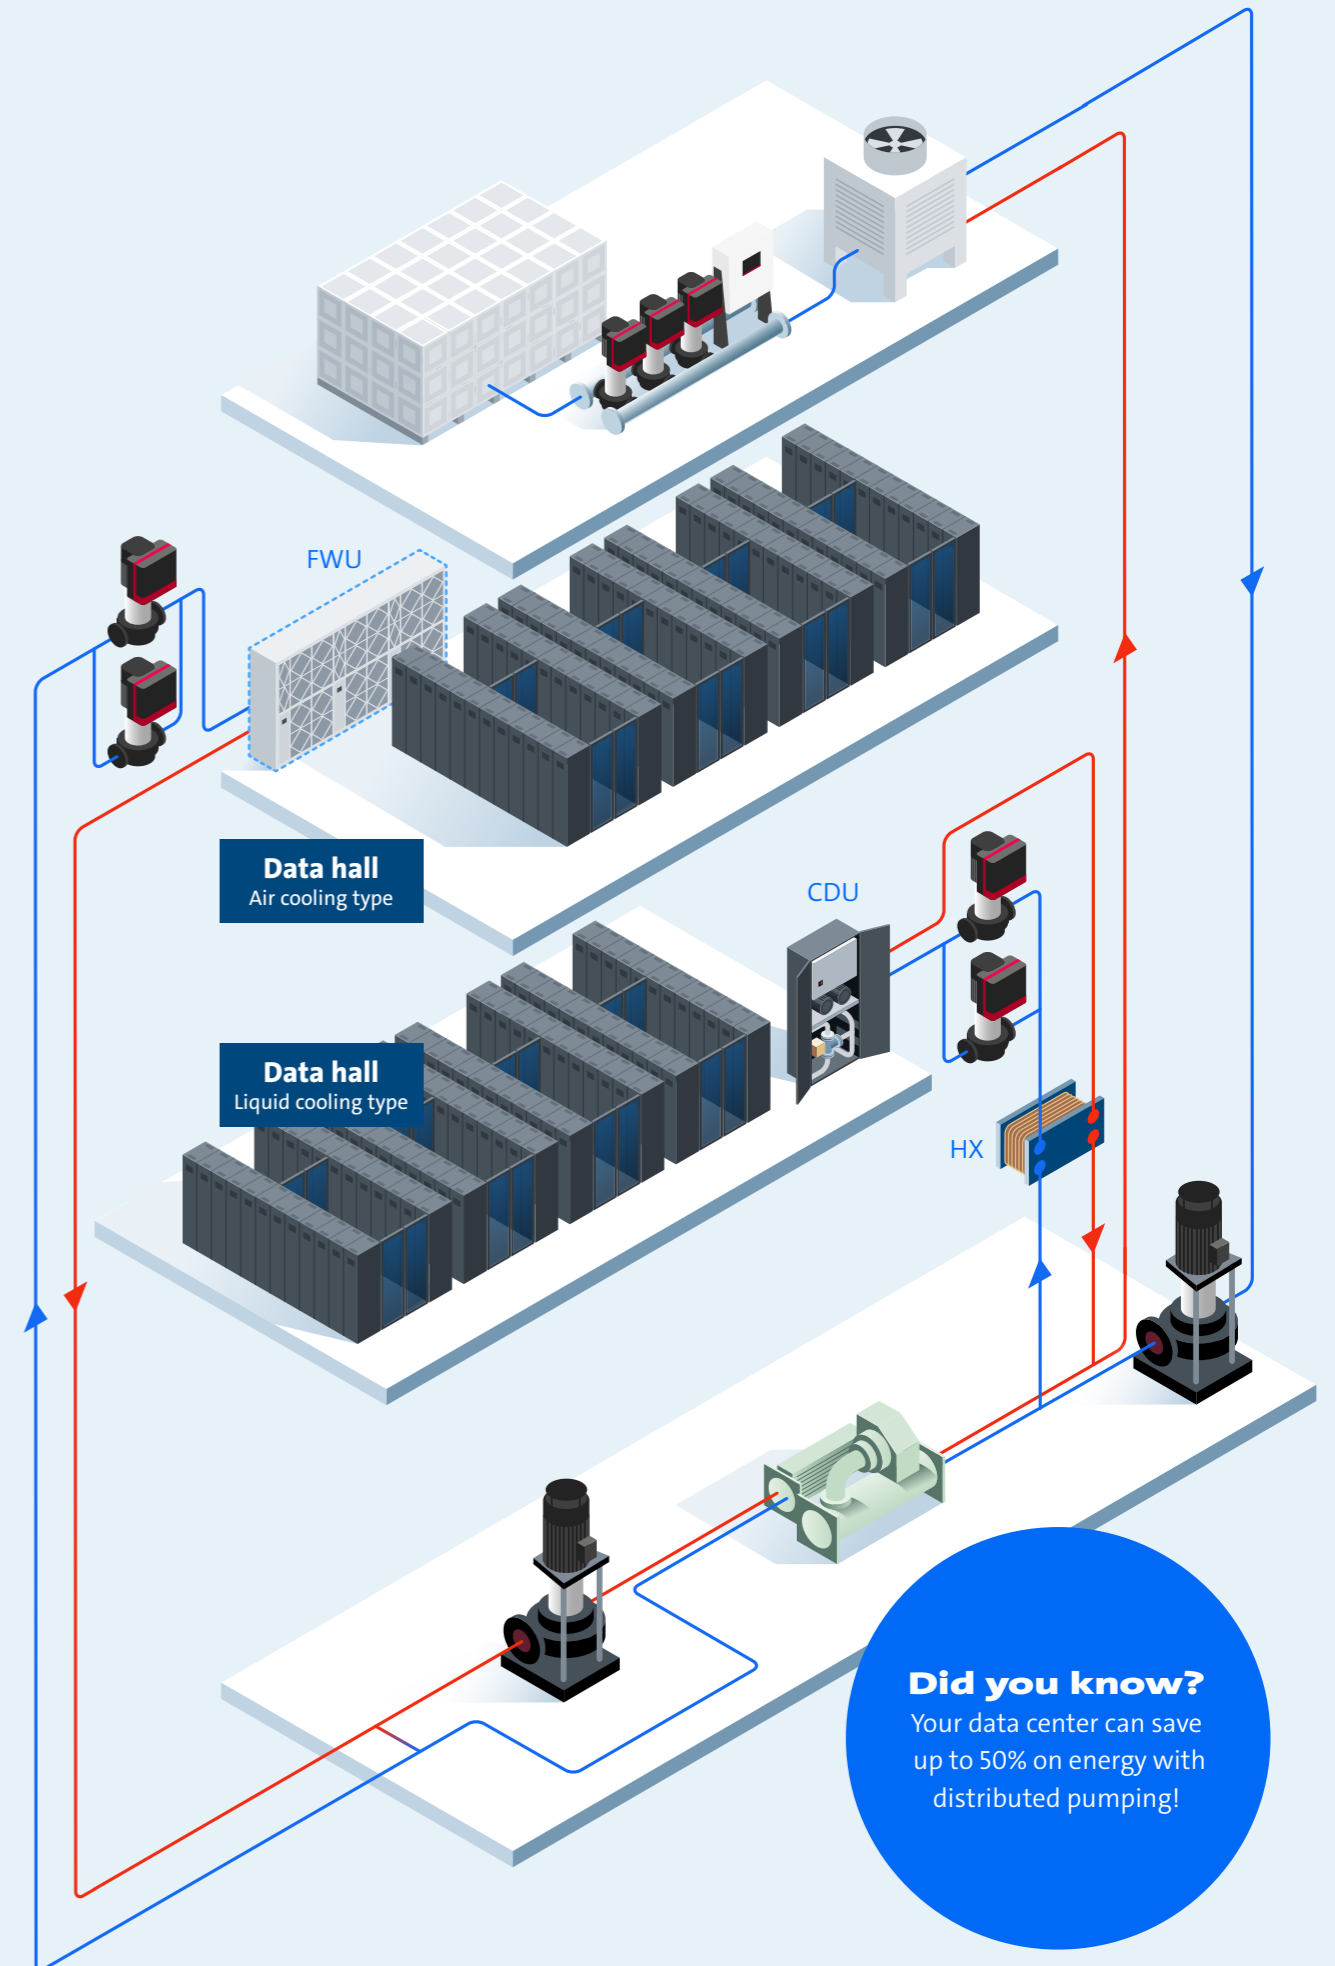 FWU
Data hall
Air cooling type
CDU
Data hall
Liquid cooling type
HX
Did you know?
Your data center can save
up to 50% on energy with
distributed pumping!